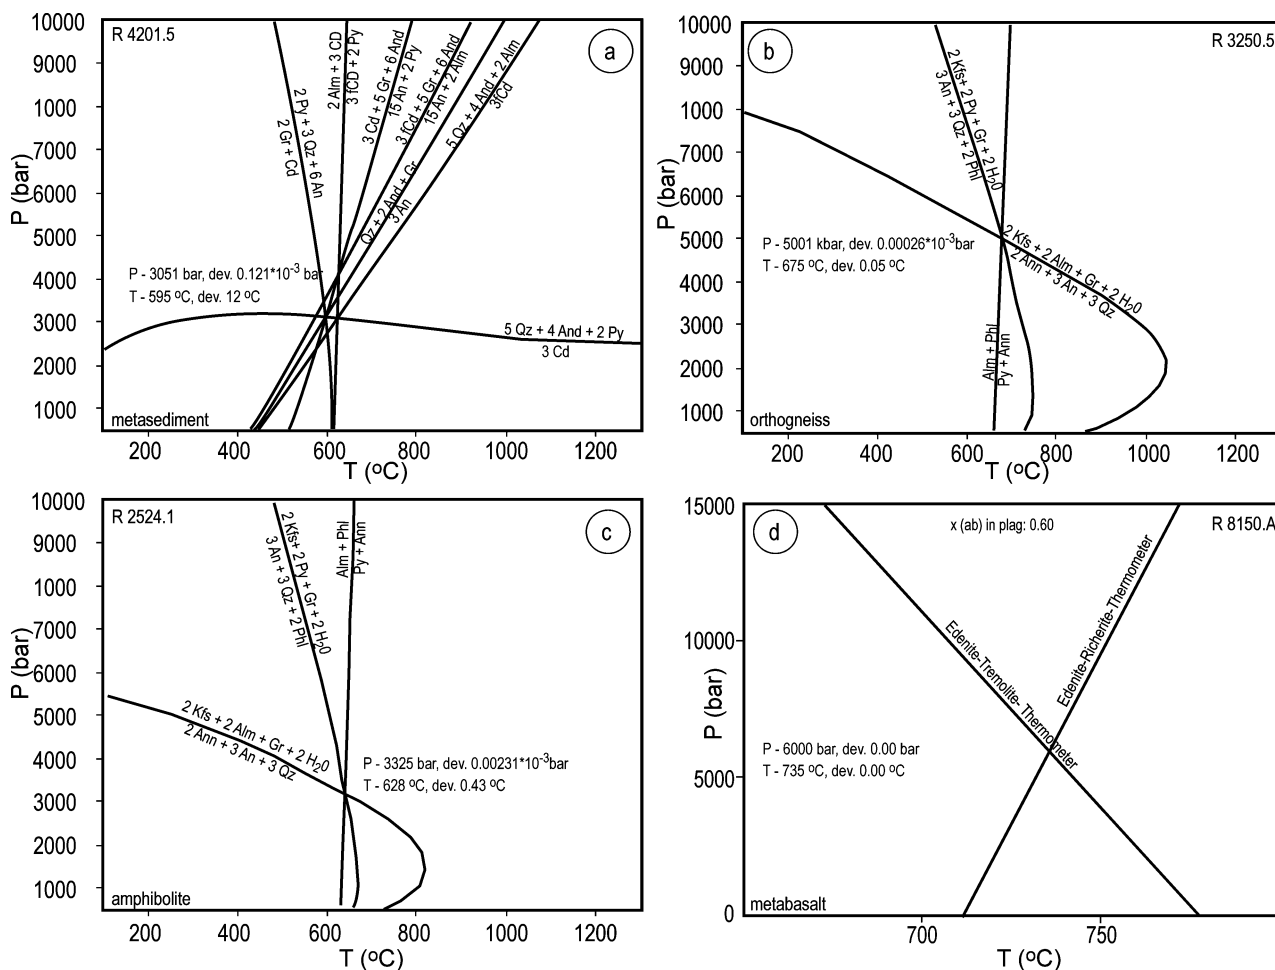 R 4201.5
a
10000
9000
1000
7000
6000
5000
4000
3000
2000
1000
P (bar)
2 Py + 3 Qz + 6 An
2 Gr + Cd
2 Alm + 3 CD
3 fCD + 2 Py
3 Cd + 5 Gr + 6 And
15 An + 2 Py
3 fCd + 5 Gr + 6 And
15 An + 2 Alm
Qz + 2 And + Gr
3 An
5 Qz + 4 And + 2 Alm
3fCd
P - 3051 bar, dev. 0.121*10-3 bar
T - 595 ºC, dev. 12 ºC
5 Qz + 4 And + 2 Py
3 Cd
metasediment
200
400
600
800
1000
1200
T (ºC)
b
R 3250.5
10000
9000
1000
7000
6000
5000
4000
3000
2000
1000
P (bar)
2 Kfs+ 2 Py + Gr + 2 H20
3 An + 3 Qz + 2 Phl
P - 5001 kbar, dev. 0.00026*10-3bar
T - 675 ºC, dev. 0.05 ºC
2 Kfs + 2 Alm + Gr + 2 H20
2 Ann + 3 An + 3 Qz
Alm + Phl
Py + Ann
orthogneiss
200
400
600
800
1000
1200
T (ºC)
R 2524.1
c
10000
9000
1000
7000
6000
5000
4000
3000
2000
1000
P (bar)
2 Kfs+ 2 Py + Gr + 2 H20
3 An + 3 Qz + 2 Phl
Alm + Phl
Py + Ann
2 Kfs + 2 Alm + Gr + 2 H20
2 Ann + 3 An + 3 Qz
P - 3325 bar, dev. 0.00231*10-3bar
T - 628 ºC, dev. 0.43 ºC
amphibolite
200
400
600
800
1000
1200
T (ºC)
d
x (ab) in plag: 0.60
R 8150.A
15000
10000
5000
0
P (bar)
Edenite-Tremolite- Thermometer
Edenite-Richerite-Thermometer
P - 6000 bar, dev. 0.00 bar
T - 735 ºC, dev. 0.00 ºC
metabasalt
700
750
T (ºC)